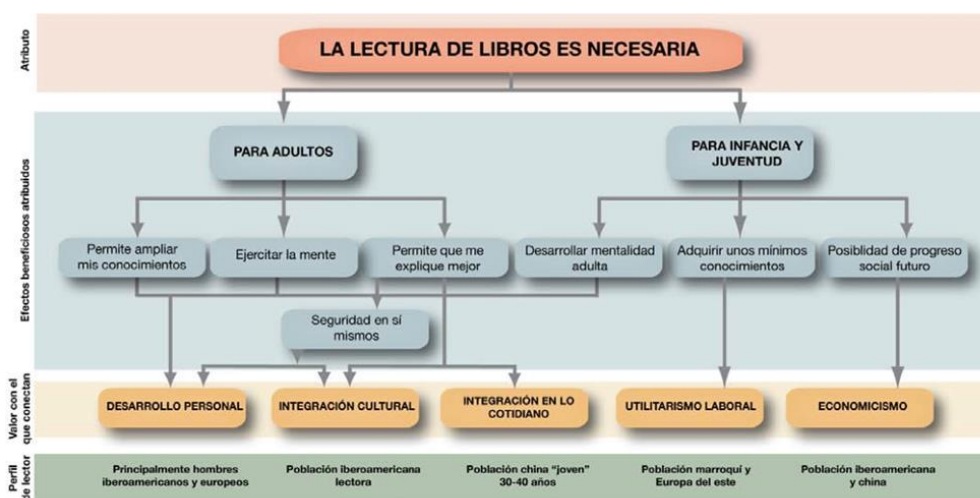 Atributo
LA LECTURA DE LIBROS ES NECESARIA
Efectos beneficiosos atribuidos
PARA ADULTOS
PARA INFANCIA Y
JUVENTUD
Permite ampliar
mis conocimientos
Ejercitar la mente
Permite que me
explique mejor
Desarrollar mentalidad
adulta
Adquirir unos mínimos
conocimientos
Posiblidad de progreso
social futuro
Seguridad en sí
mismos
Valor con el
que conectan
DESARROLLO PERSONAL
INTEGRACIÓN CULTURAL
INTEGRACIÓN EN LO
COTIDIANO
UTILITARISMO LABORAL
ECONOMICISMO
Perfil
de lector
Principalmente hombres
iberoamericanos y europeos
Población iberoamericana
lectora
Población china “joven”
30-40 años
Población marroquí y
Europa del este
Población iberoamericana
y china